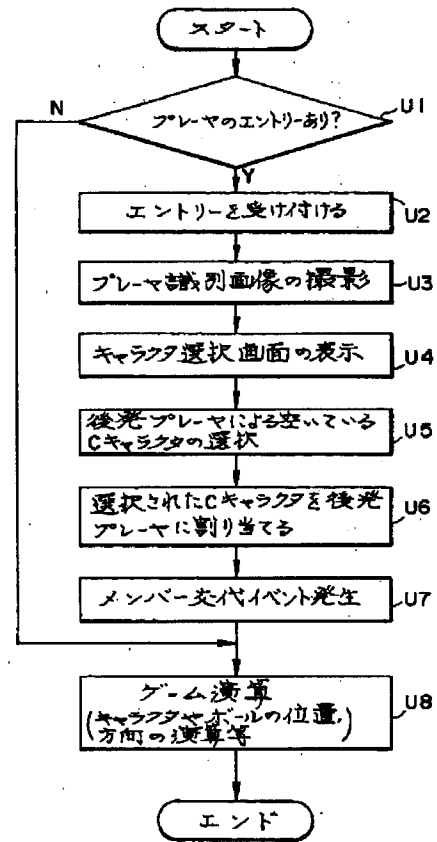 スタート
プレーヤのエントリーあり?
U1
N
Y
エントリーを受け付ける
U2
プレーヤ識別画像の撮影
U3
キャラクタ選択画面の表示
U4
後発プレーヤによる空いている
Cキャラクタの選択
U5
選択されたCキャラクタを後発
プレーヤに割り当てる
U6
メンバー交代イベント発生
U7
ゲーム演算
(キャラクタやボールの位置、
方向の演算等)
U8
エンド